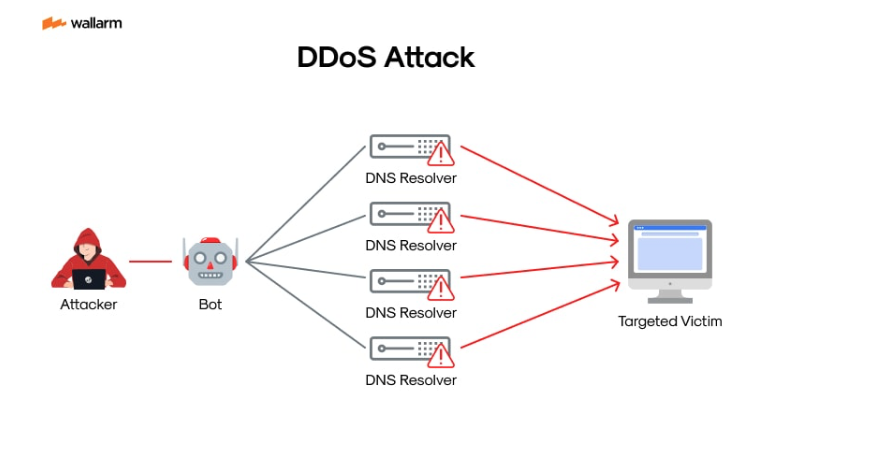 wallarm
DDoS Attack
DNS Resolver
DNS Resolver
DNS Resolver
DNS Resolver
Attacker
Bot
Targeted Victim